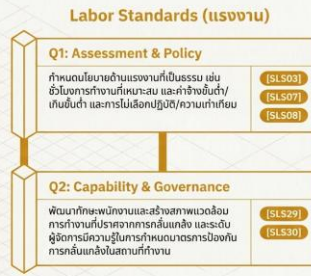 Labor Standards (แรงงาน)
Q1: Assessment & Policy
กำหนดนโยบายด้านแรงงานที่เป็นธรรม เช่น
ชั่วโมงการทำงานที่เหมาะสม และค่าจ้างขั้นต่ำ/
เกินขั้นต่ำ และการไม่เลือกปฏิบัติ/ความเท่าเทียม
[SLS03]
[SLS07]
[SLS08]
Q2: Capability & Governance
พัฒนาทักษะพนักงานและสร้างสภาพแวดล้อม
การทำงานที่ปราศจากการกลั่นแกล้ง และระดับ
ผู้จัดการมีความรู้ในการกำหนดมาตรการป้องกัน
การกลั่นแกล้งในสถานที่ทำงาน
[SLS29]
[SLS30]